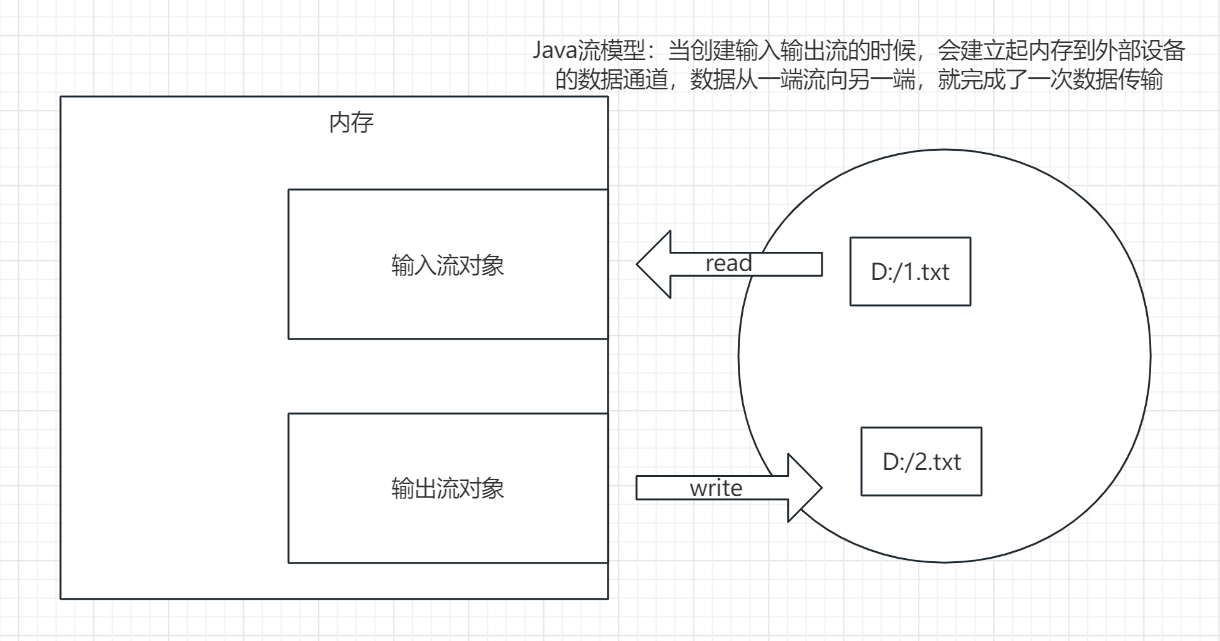 Java流模型：当创建输入输出流的时候，会建立起内存到外部设备
的数据通道，数据从一端流向另一端，就完成了一次数据传输
内存
输入流对象
read
D:/1.txt
输出流对象
write
D:/2.txt